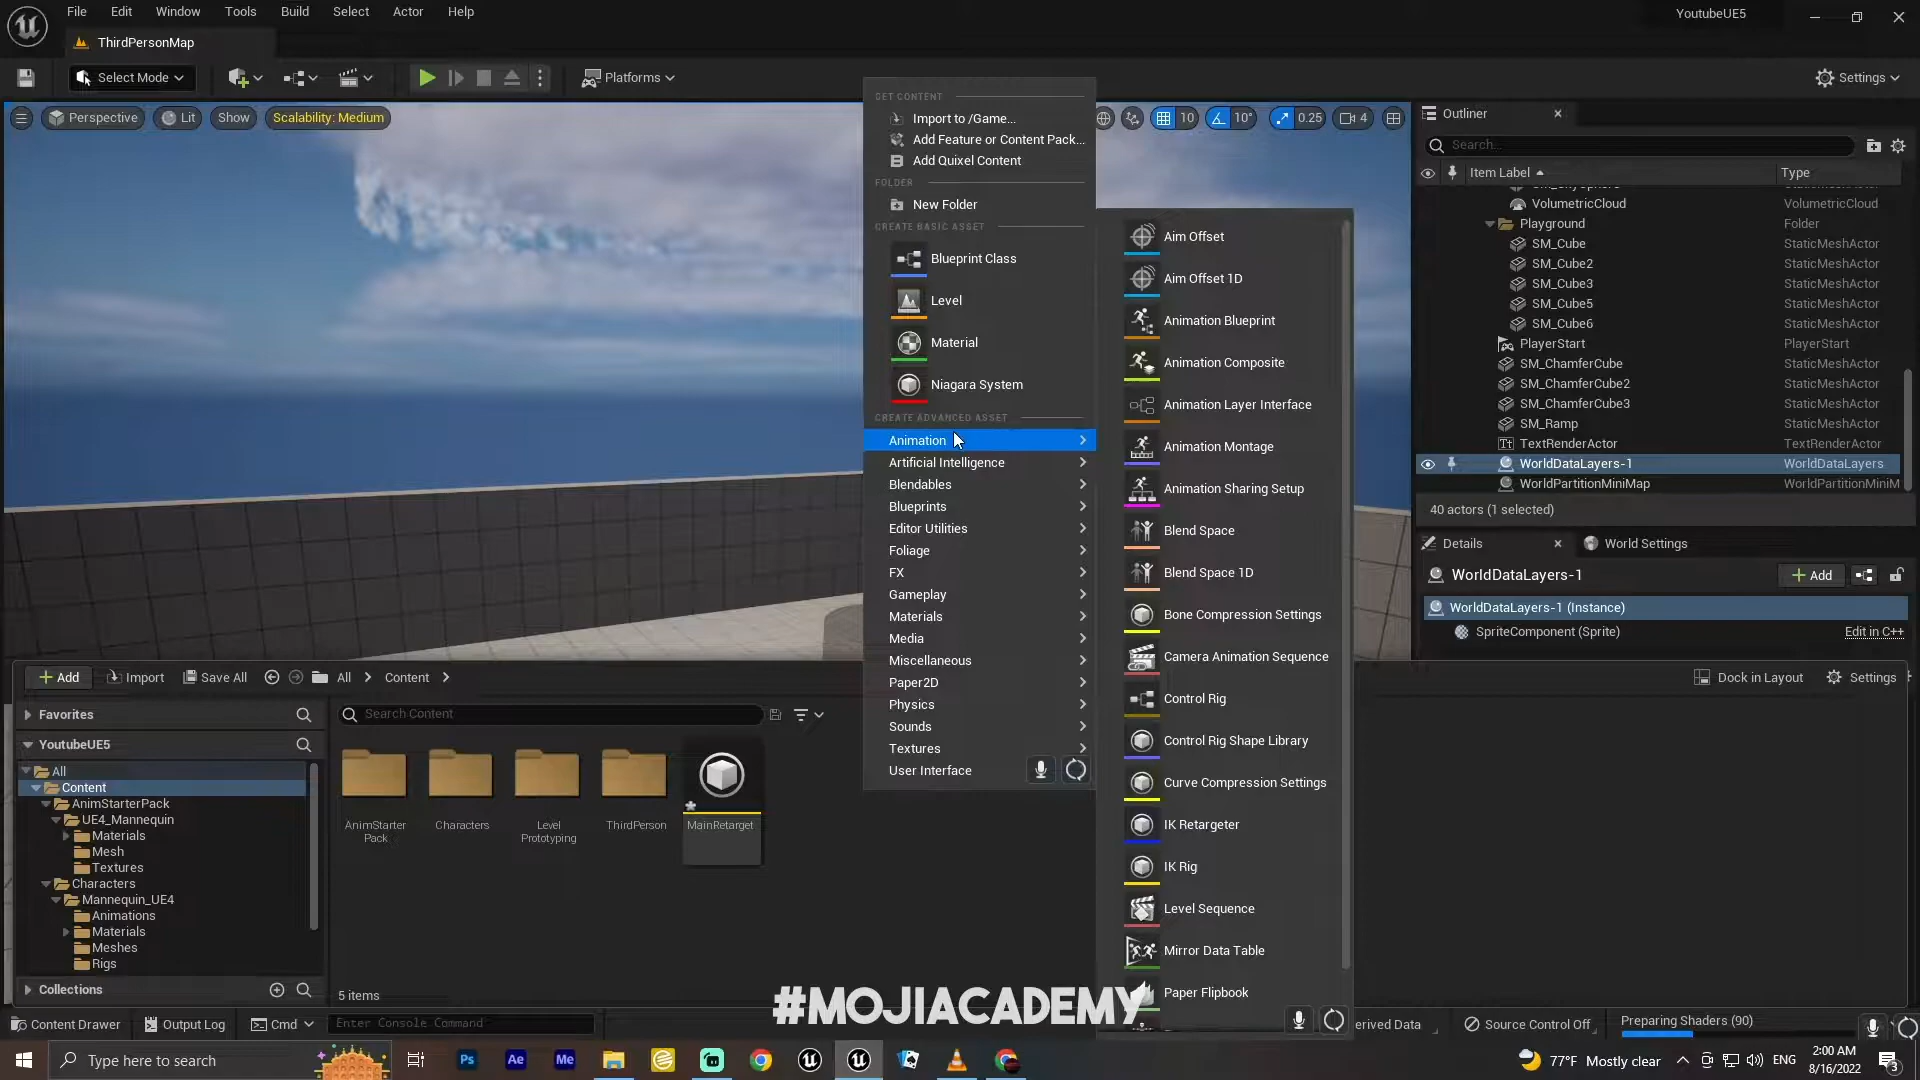 File Edit Window Tools Build Select Actor Help
YoutubeUE5
ThirdPersonMap
Select Mode
Platforms
Settings
Perspective
Lit
Show
Scalability: Medium
10
10°
0.25
4
GET CONTENT
Import to /Game...
Add Feature or Content Pack...
Add Quixel Content
FOLDER
New Folder
CREATE BASIC ASSET
Blueprint Class
Level
Material
Niagara System
CREATE ADVANCED ASSET
Animation
Artificial Intelligence
Blendables
Blueprints
Editor Utilities
Foliage
FX
Gameplay
Materials
Media
Miscellaneous
Paper2D
Physics
Sounds
Textures
User Interface
Aim Offset
Aim Offset 1D
Animation Blueprint
Animation Composite
Animation Layer Interface
Animation Montage
Animation Sharing Setup
Blend Space
Blend Space 1D
Bone Compression Settings
Camera Animation Sequence
Control Rig
Control Rig Shape Library
Curve Compression Settings
IK Retargeter
IK Rig
Level Sequence
Mirror Data Table
Paper Flipbook
Outliner
Search...
Item Label Type
VolumetricCloud VolumetricCloud
Playground Folder
SM_Cube StaticMeshActor
SM_Cube2 StaticMeshActor
SM_Cube3 StaticMeshActor
SM_Cube5 StaticMeshActor
SM_Cube6 StaticMeshActor
PlayerStart PlayerStart
SM_ChamferCube StaticMeshActor
SM_ChamferCube2 StaticMeshActor
SM_ChamferCube3 StaticMeshActor
SM_Ramp StaticMeshActor
TextRenderActor TextRenderActor
WorldDataLayers-1 WorldDataLayers
WorldPartitionMiniMap WorldPartitionMiniM
40 actors (1 selected)
Details
World Settings
WorldDataLayers-1
Add
WorldDataLayers-1 (Instance)
SpriteComponent (Sprite) Edit in C++
Add
Import
Save All
All
Content
Dock in Layout
Settings
Favorites
YoutubeUE5
All
Content
AnimStarterPack
UE4_Mannequin
Materials
Mesh
Textures
Characters
Mannequin_UE4
Animations
Materials
Meshes
Rigs
Collections
Search Content
AnimStarter
Pack
Characters
Level
Prototyping
ThirdPerson
MainRetarget
5 items
#MOJIACADEMY
Content Drawer
Output Log
Cmd
Enter Console Command
erived Data
Source Control Off
Preparing Shaders (90)
Type here to search
Ps
Ae
Me
77°F Mostly clear
ENG
2:00 AM
8/16/2022
3